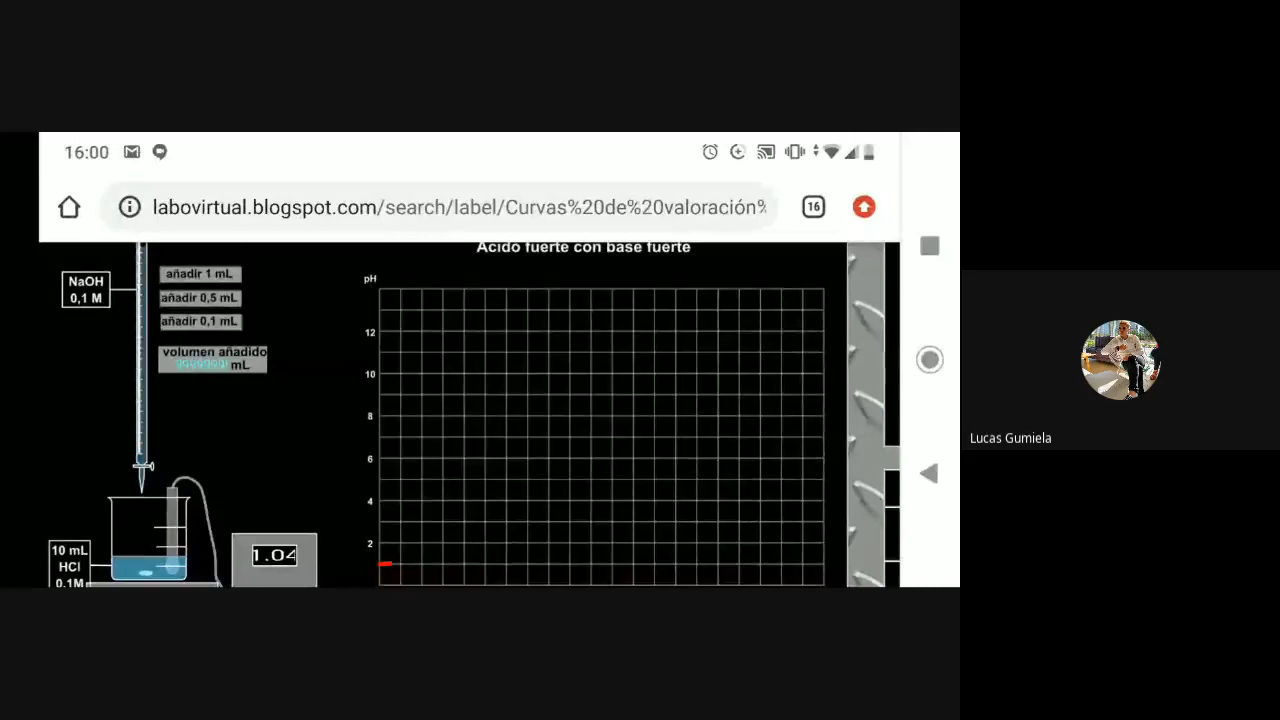 16:00
labovirtual.blogspot.com/search/label/Curvas%20de%20valoración%
16
Acido fuerte con base fuerte
NaOH
0,1 M
añadir 1 mL
añadir 0,5 mL
añadir 0,1 mL
volumen añadido
mL
pH
12
10
8
6
4
2
10 mL
HCl
0.1M
1.04
Lucas Gumiela